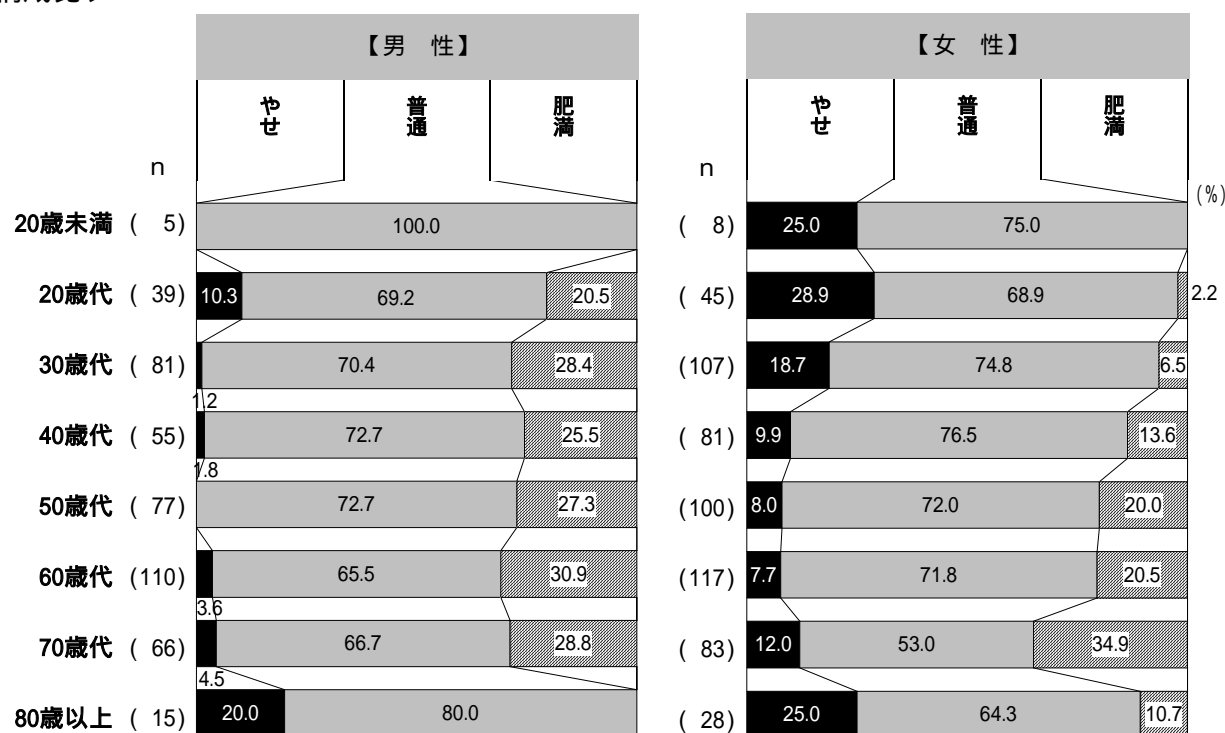 【男 性】 【女 性】
やせ 普通 肥満 やせ 普通 肥満
n n
(%)
20歳未満 ( 5) 100.0 ( 8) 25.0 75.0
20歳代 ( 39) 10.3 69.2 20.5 ( 45) 28.9 68.9 2.2
30歳代 ( 81) 70.4 28.4 (107) 18.7 74.8 6.5
1.2
40歳代 ( 55) 72.7 25.5 ( 81) 9.9 76.5 13.6
1.8
50歳代 ( 77) 72.7 27.3 (100) 8.0 72.0 20.0
60歳代 (110) 65.5 30.9 (117) 7.7 71.8 20.5
3.6
70歳代 ( 66) 66.7 28.8 ( 83) 12.0 53.0 34.9
4.5
80歳以上 ( 15) 20.0 80.0 ( 28) 25.0 64.3 10.7